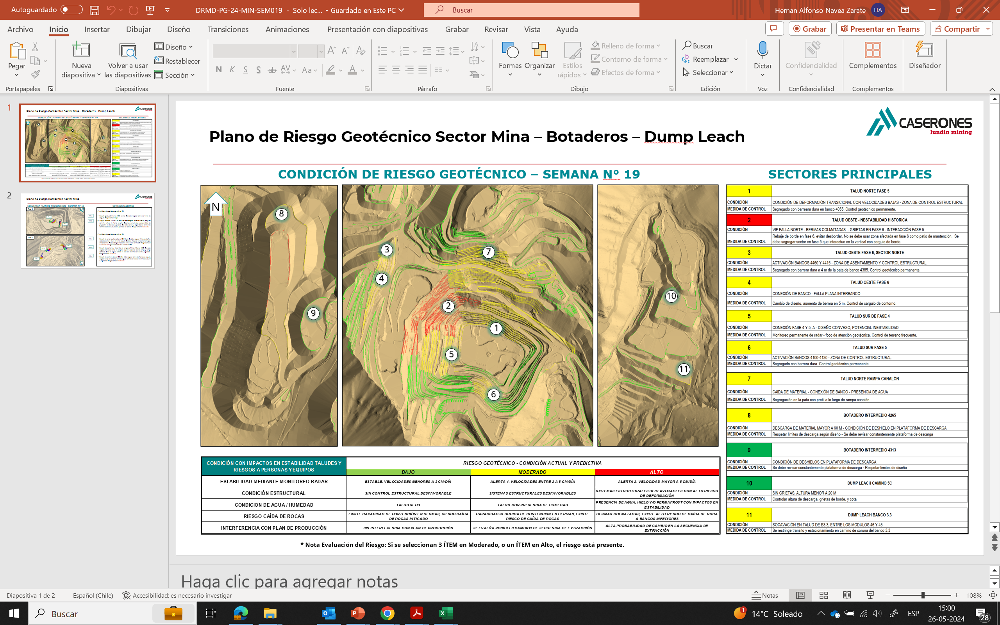 Autoguardado
DRMD-PG-24-MIN-SEM019 - Solo lec... • Guardado en Este PC
Buscar
Hernan Alfonso Navea Zarate
HA
Archivo
Inicio
Insertar
Dibujar
Diseño
Transiciones
Animaciones
Presentación con diapositivas
Grabar
Revisar
Vista
Ayuda
Grabar
Presentar en Teams
Compartir
Pegar
Nueva diapositiva
Volver a usar las diapositivas
Diseño
Restablecer
Sección
N K S S ab AV Aa A
Formas
Organizar
Estilos rápidos
Relleno de forma
Contorno de forma
Efectos de forma
Buscar
Reemplazar
Seleccionar
Dictar
Confidencialidad
Complementos
Diseñador
Portapapeles
Diapositivas
Fuente
Párrafo
Dibujo
Edición
Voz
Confidencialidad
Complementos
1
Plano de Riesgo Geotécnico Sector Mina – Botaderos – Dump Leach
CONDICIÓN DE RIESGO GEOTÉCNICO – SEMANA N° 19
SECTORES PRINCIPALES
2
Plano de Riesgo Geotécnico Sector Mina
SECUENCIA PLAN DE PRODUCCIÓN – SEMANA N° 19
CONSIDERACIONES
CASERONES
lundin mining
Plano de Riesgo Geotécnico Sector Mina – Botaderos – Dump Leach
CONDICIÓN DE RIESGO GEOTÉCNICO – SEMANA N° 19
SECTORES PRINCIPALES
N
8
9
3
4
7
2
1
5
6
10
11
1 TALUD NORTE FASE 5
CONDICIÓN CONDICIÓN DE DEFORMACIÓN TRANSICIONAL CON VELOCIDADES BAJAS - ZONA DE CONTROL ESTRUCTURAL
MEDIDA DE CONTROL Segregado con barreara dura en banco 4055. Control geotécnico permanente.
2 TALUD OESTE -INESTABILIDAD HISTORICA
CONDICIÓN VIF FALLA NORTE - BERMAS COLMATADAS - GRIETAS EN FASE 6 - INTERACCIÓN FASE 5
MEDIDA DE CONTROL Rebaje de borde en fase 6, evitar desbordar. No se debe usar zona afectada en fase 6 como patio de mantención. Se
debe segregar sector en fase 5 que interactue en la vertical con carguio de borde.
3 TALUD OESTE FASE 6, SECTOR NORTE
CONDICIÓN ACTIVACIÓN BANCOS 4460 Y 4415 - ZONA DE ASENTAMIENTO Y CONTROL ESTRUCTURAL.
MEDIDA DE CONTROL Segregado con barrera dura a 4 m de la pata de banco 4385. Control geotécnico permanente.
4 TALUD OESTE FASE 6
CONDICIÓN CONEXIÓN DE BANCO - FALLA PLANA INTERBANCO
MEDIDA DE CONTROL Cambio de diseño, aumento de berma en 5 m. Control de carguio de contorno.
5 TALUD SUR DE FASE 4
CONDICIÓN CONEXIÓN FASE 4 Y 5, A - DISEÑO CONVEXO, POTENCIAL INESTABILIDAD
MEDIDA DE CONTROL Monitoreo permanente de radar - foco de atención geotécnica. Control de terreno frecuente.
6 TALUD SUR FASE 5
CONDICIÓN ACTIVACIÓN BANCOS 4100-4130 - ZONA DE CONTROL ESTRUCTURAL
MEDIDA DE CONTROL Segregado con barrera dura. Control geotécnico permanente.
7 TALUD NORTE RAMPA CANALÓN
CONDICIÓN CAIDA DE MATERIAL - CONEXIÓN DE BANCO - PRESENCIA DE AGUA
MEDIDA DE CONTROL Segregación en la pata con pretil a lo largo de rampa canalón
8 BOTADERO INTERMEDIO 4265
CONDICIÓN DESCARGA DE MATERIAL MAYOR A 90 M - CONDICIÓN DE DESHIELO EN PLATAFORMA DE DESCARGA
MEDIDA DE CONTROL Respetar limites de descarga según diseño - Se debe revisar constantemente plataforma de descarga
9 BOTADERO INTERMEDIO 4313
CONDICIÓN CONDICIÓN DE DESHIELOS EN PLATAFORMA DE DESCARGA
MEDIDA DE CONTROL Se debe revisar constantemente plataforma de descarga - Respetar limites de diseño
10 DUMP LEACH CAMINO 5C
CONDICIÓN SIN GRIETAS, ALTURA MENOR A 20 M
MEDIDA DE CONTROL Controlar altura de descarga, grietas de borde, y cota
11 DUMP LEACH BANCO 3.3
CONDICIÓN SOCAVACIÓN EN TALUD DE B3.3, ENTRE LOS MODULOS 46 Y 45
MEDIDA DE CONTROL Se restringe transito y estacionamiento en camino de corona del banco 3.3
CONDICIÓN CON IMPACTOS EN ESTABILIDAD TALUDES Y
RIESGOS A PERSONAS Y EQUIPOS
RIESGO GEOTÉCNICO - CONDICIÓN ACTUAL Y PREDICTIVA
BAJO MODERADO ALTO
ESTABILIDAD MEDIANTE MONITOREO RADAR ESTABLE, VELOCIDADES MENORES A 2 CM/DÍA ALERTA 1, VELOCIDADES ENTRE 2 A 5 CM/DÍA ALERTA 2, VELOCIDAD MAYOR A 5 CM/DÍA
CONDICIÓN ESTRUCTURAL SIN CONTROL ESTRUCTURAL DESFAVORABLE SISTEMAS ESTRUCTURALES DESFAVORABLES SISTEMAS ESTRUCTURALES DESFAVORABLES CON ALTO RIESGO DE DEFORMACIÓN
CONDICION DE AGUA / HUMEDAD TALUD SECO TALUD CON PRESENCIA DE HUMEDAD PRESENCIA DE AGUA, HIELO Y/O PERMAFROST CON IMPACTOS EN ESTABILIDAD
RIESGO CAÍDA DE ROCAS EXISTE CAPACIDAD DE CONTENCIÓN EN BERMAS, RIESGO CAÍDA DE ROCAS MITIGADO CAPACIDAD REDUCIDA DE CONTENCIÓN EN BERMAS, EXISTE RIESGO DE CAÍDA DE ROCAS BERMAS COLMATADAS, EXISTE ALTO RIESGO DE CAÍDA DE ROCA A BANCOS INFERIORES
INTERFERENCIA CON PLAN DE PRODUCCIÓN SIN INTERFERENCIA CON PLAN DE PRODUCCIÓN SE EVALÚA POSIBLES CAMBIOS DE SECUENCIA DE EXTRACCIÓN ALTA PROBABILIDAD DE CAMBIO EN LA SECUENCIA DE EXTRACCIÓN
* Nota Evaluación del Riesgo: Si se seleccionan 3 ÍTEM en Moderado, o un ÍTEM en Alto, el riesgo está presente.
Haga clic para agregar notas
Diapositiva 1 de 2
Español (Chile)
Accesibilidad: es necesario investigar
Notas
108%
Buscar
1
14°C Soleado
ESP
15:00
26-05-2024
28